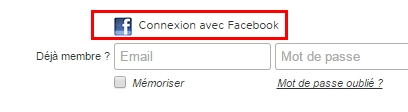 Connexion avec Facebook
Déjà membre ? Email Mot de passe
Mémoriser Mot de passe oublié ?